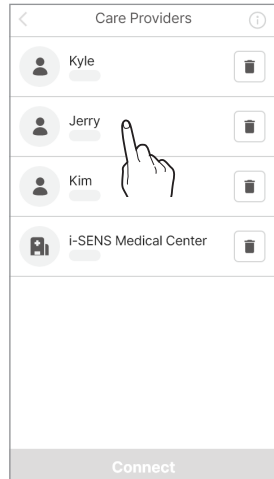 Care Providers
Kyle
Jerry
Kim
i-SENS Medical Center
Connect